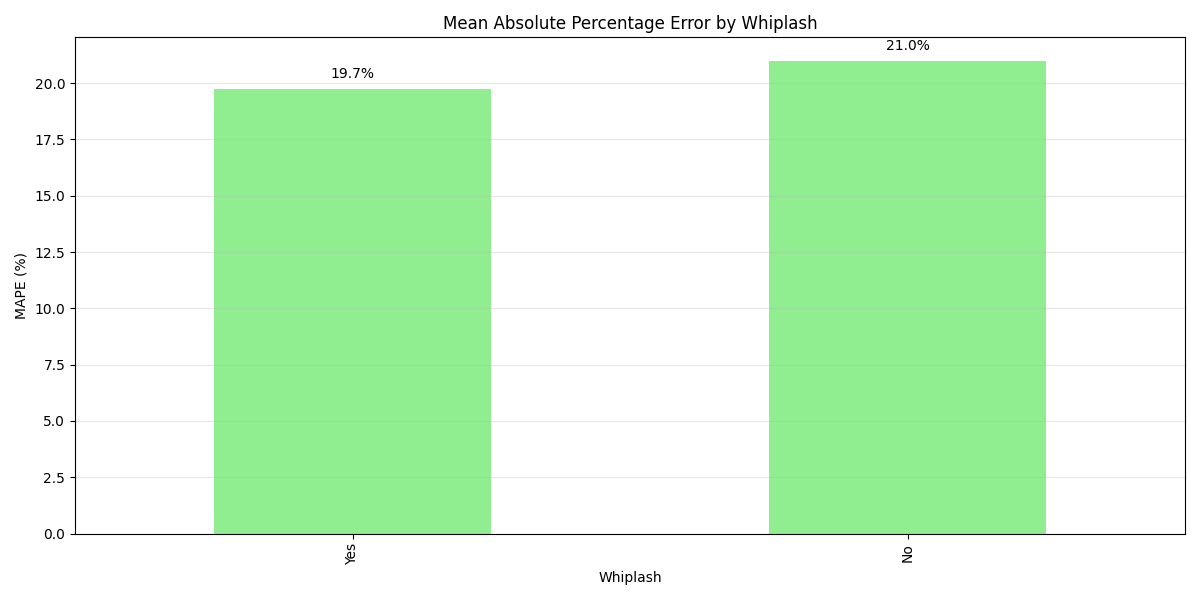 Mean Absolute Percentage Error by Whiplash
19.7%
21.0%
MAPE (%)
20.0
17.5
15.0
12.5
10.0
7.5
5.0
2.5
0.0
Yes
No
Whiplash